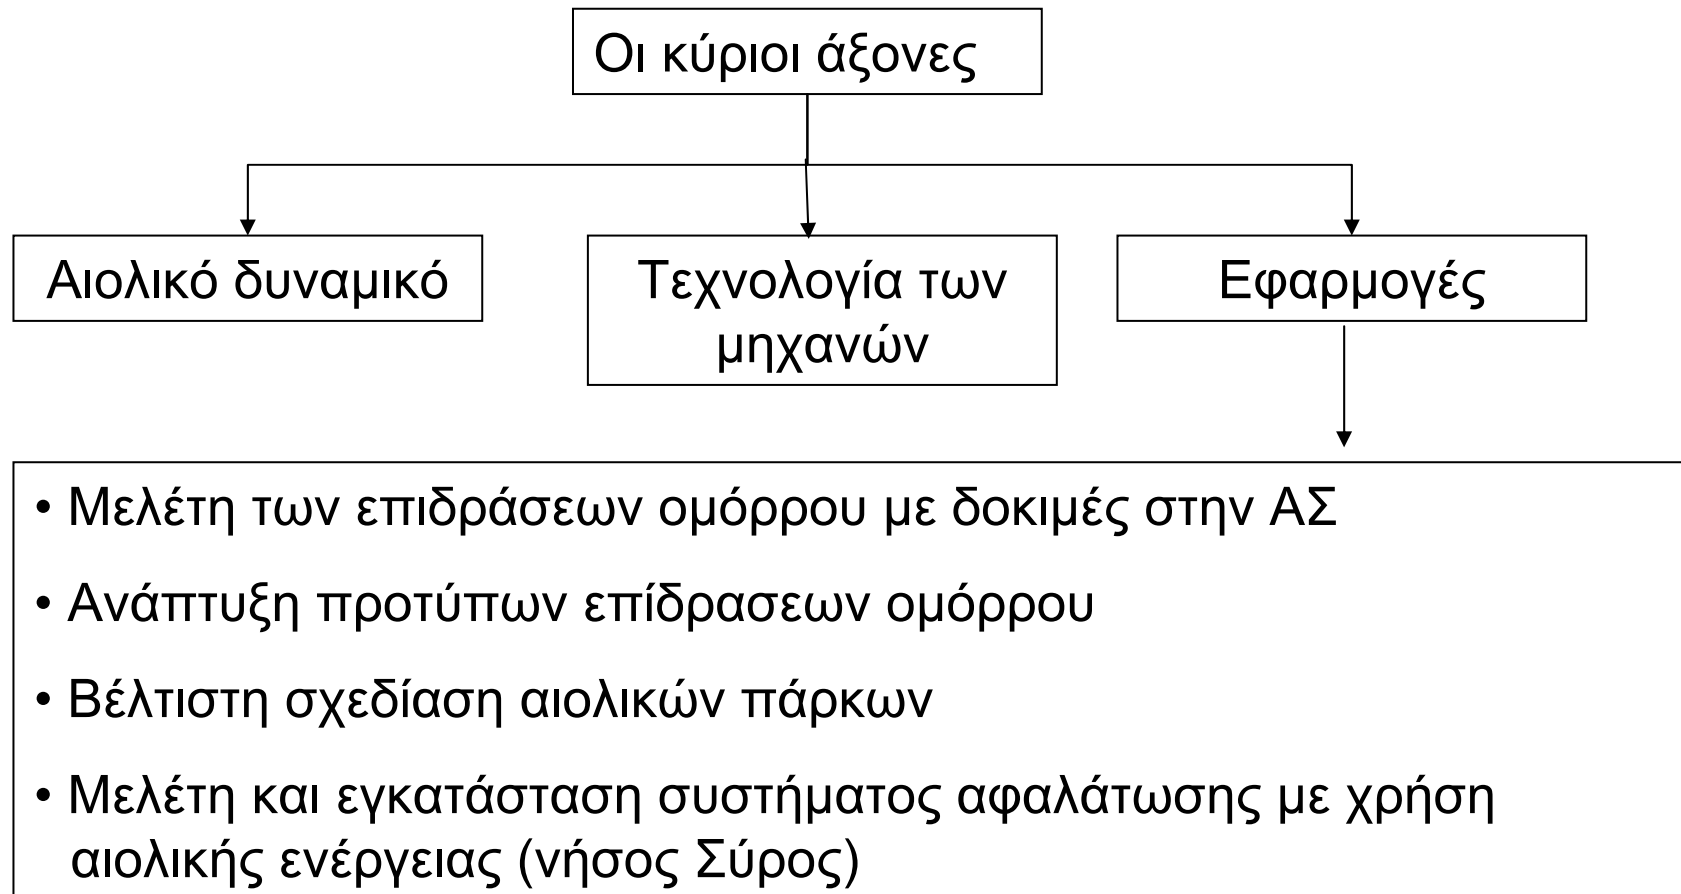 Οι κύριοι άξονες
Αιολικό δυναμικό
Τεχνολογία των
μηχανών
Εφαρμογές
• Μελέτη των επιδράσεων ομόρρου με δοκιμές στην ΑΣ
• Ανάπτυξη προτύπων επίδρασεων ομόρρου
• Βέλτιστη σχεδίαση αιολικών πάρκων
• Μελέτη και εγκατάσταση συστήματος αφαλάτωσης με χρήση
αιολικής ενέργειας (νήσος Σύρος)